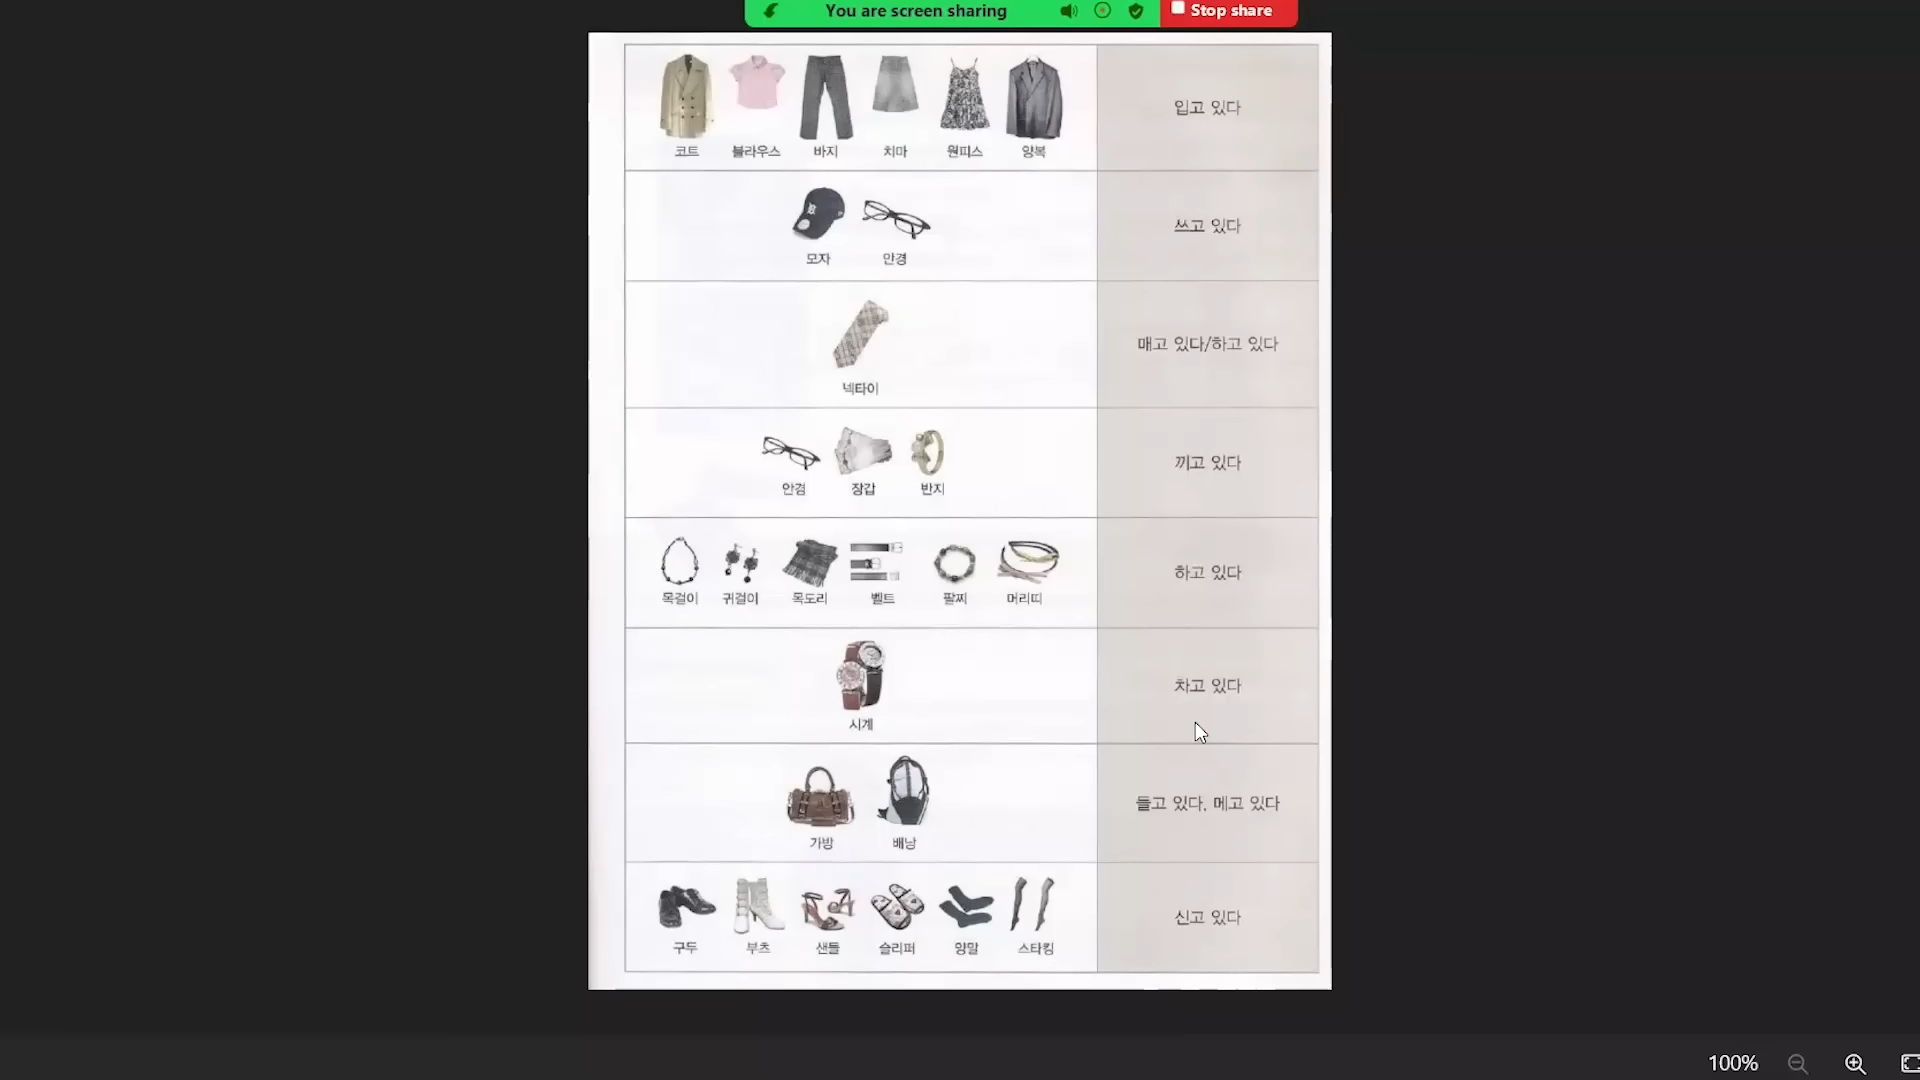 You are screen sharing
Stop share
코트 블라우스 바지 치마 원피스 양복
입고 있다
모자 안경
쓰고 있다
넥타이
매고 있다/하고 있다
안경 장갑 반지
끼고 있다
목걸이 귀걸이 목도리 벨트 팔찌 머리띠
하고 있다
시계
차고 있다
가방 배낭
들고 있다, 메고 있다
구두 부츠 샌들 슬리퍼 양말 스타킹
신고 있다
100%